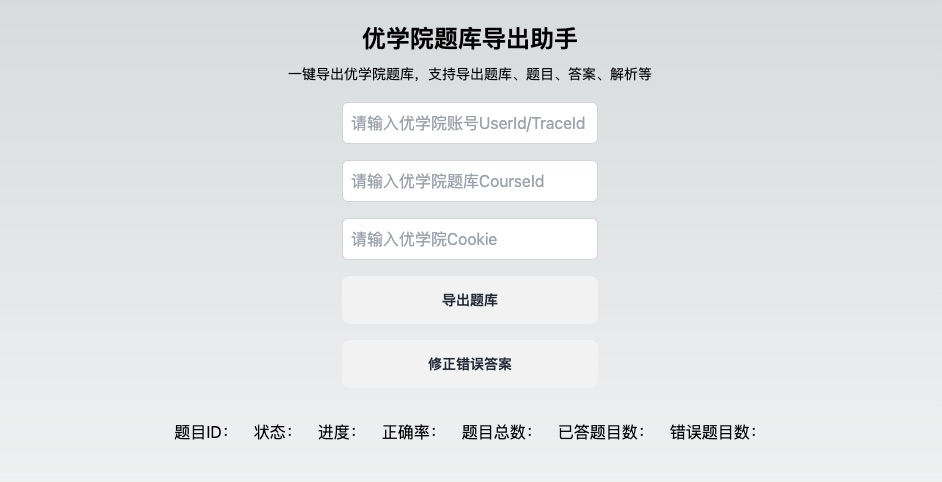 优学院题库导出助手
一键导出优学院题库，支持导出题库、题目、答案、解析等
请输入优学院账号UserId/TraceId
请输入优学院题库CourseId
请输入优学院Cookie
导出题库
修正错误答案
题目ID： 状态： 进度： 正确率： 题目总数： 已答题目数： 错误题目数：